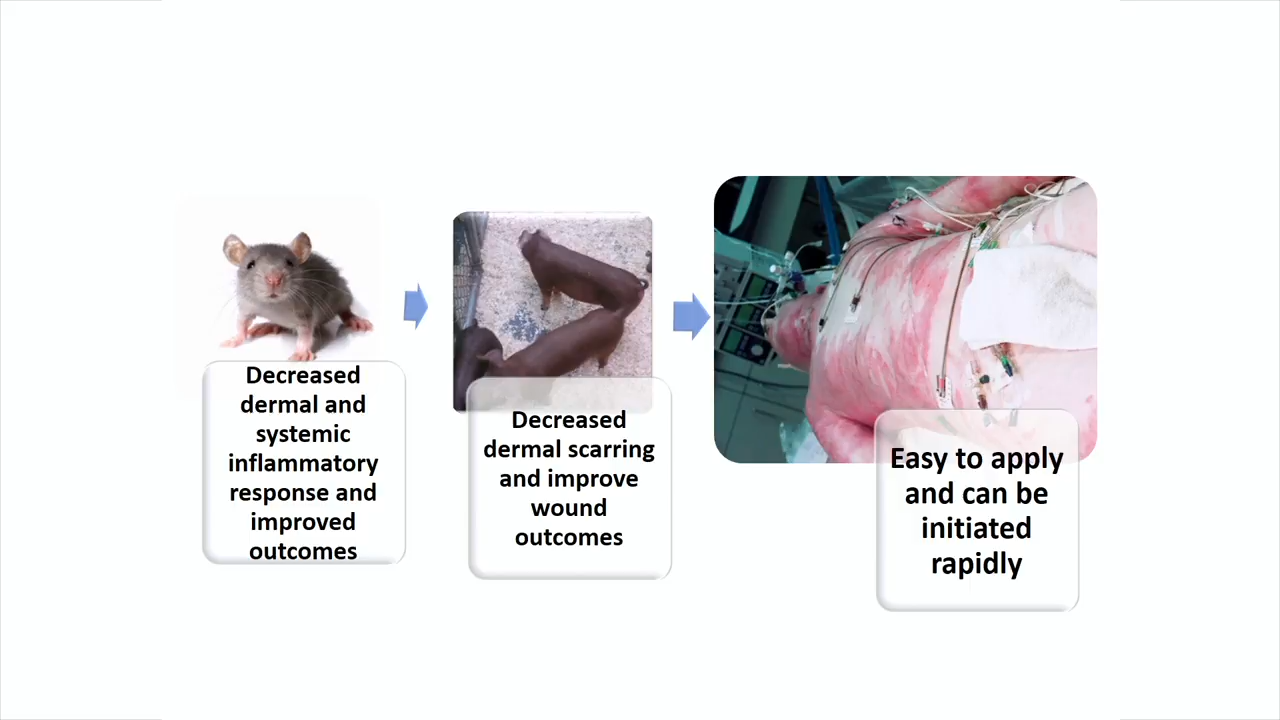 Decreased
dermal and
systemic
inflammatory
response and
improved
outcomes
Decreased
dermal scarring
and improve
wound
outcomes
Easy to apply
and can be
initiated
rapidly